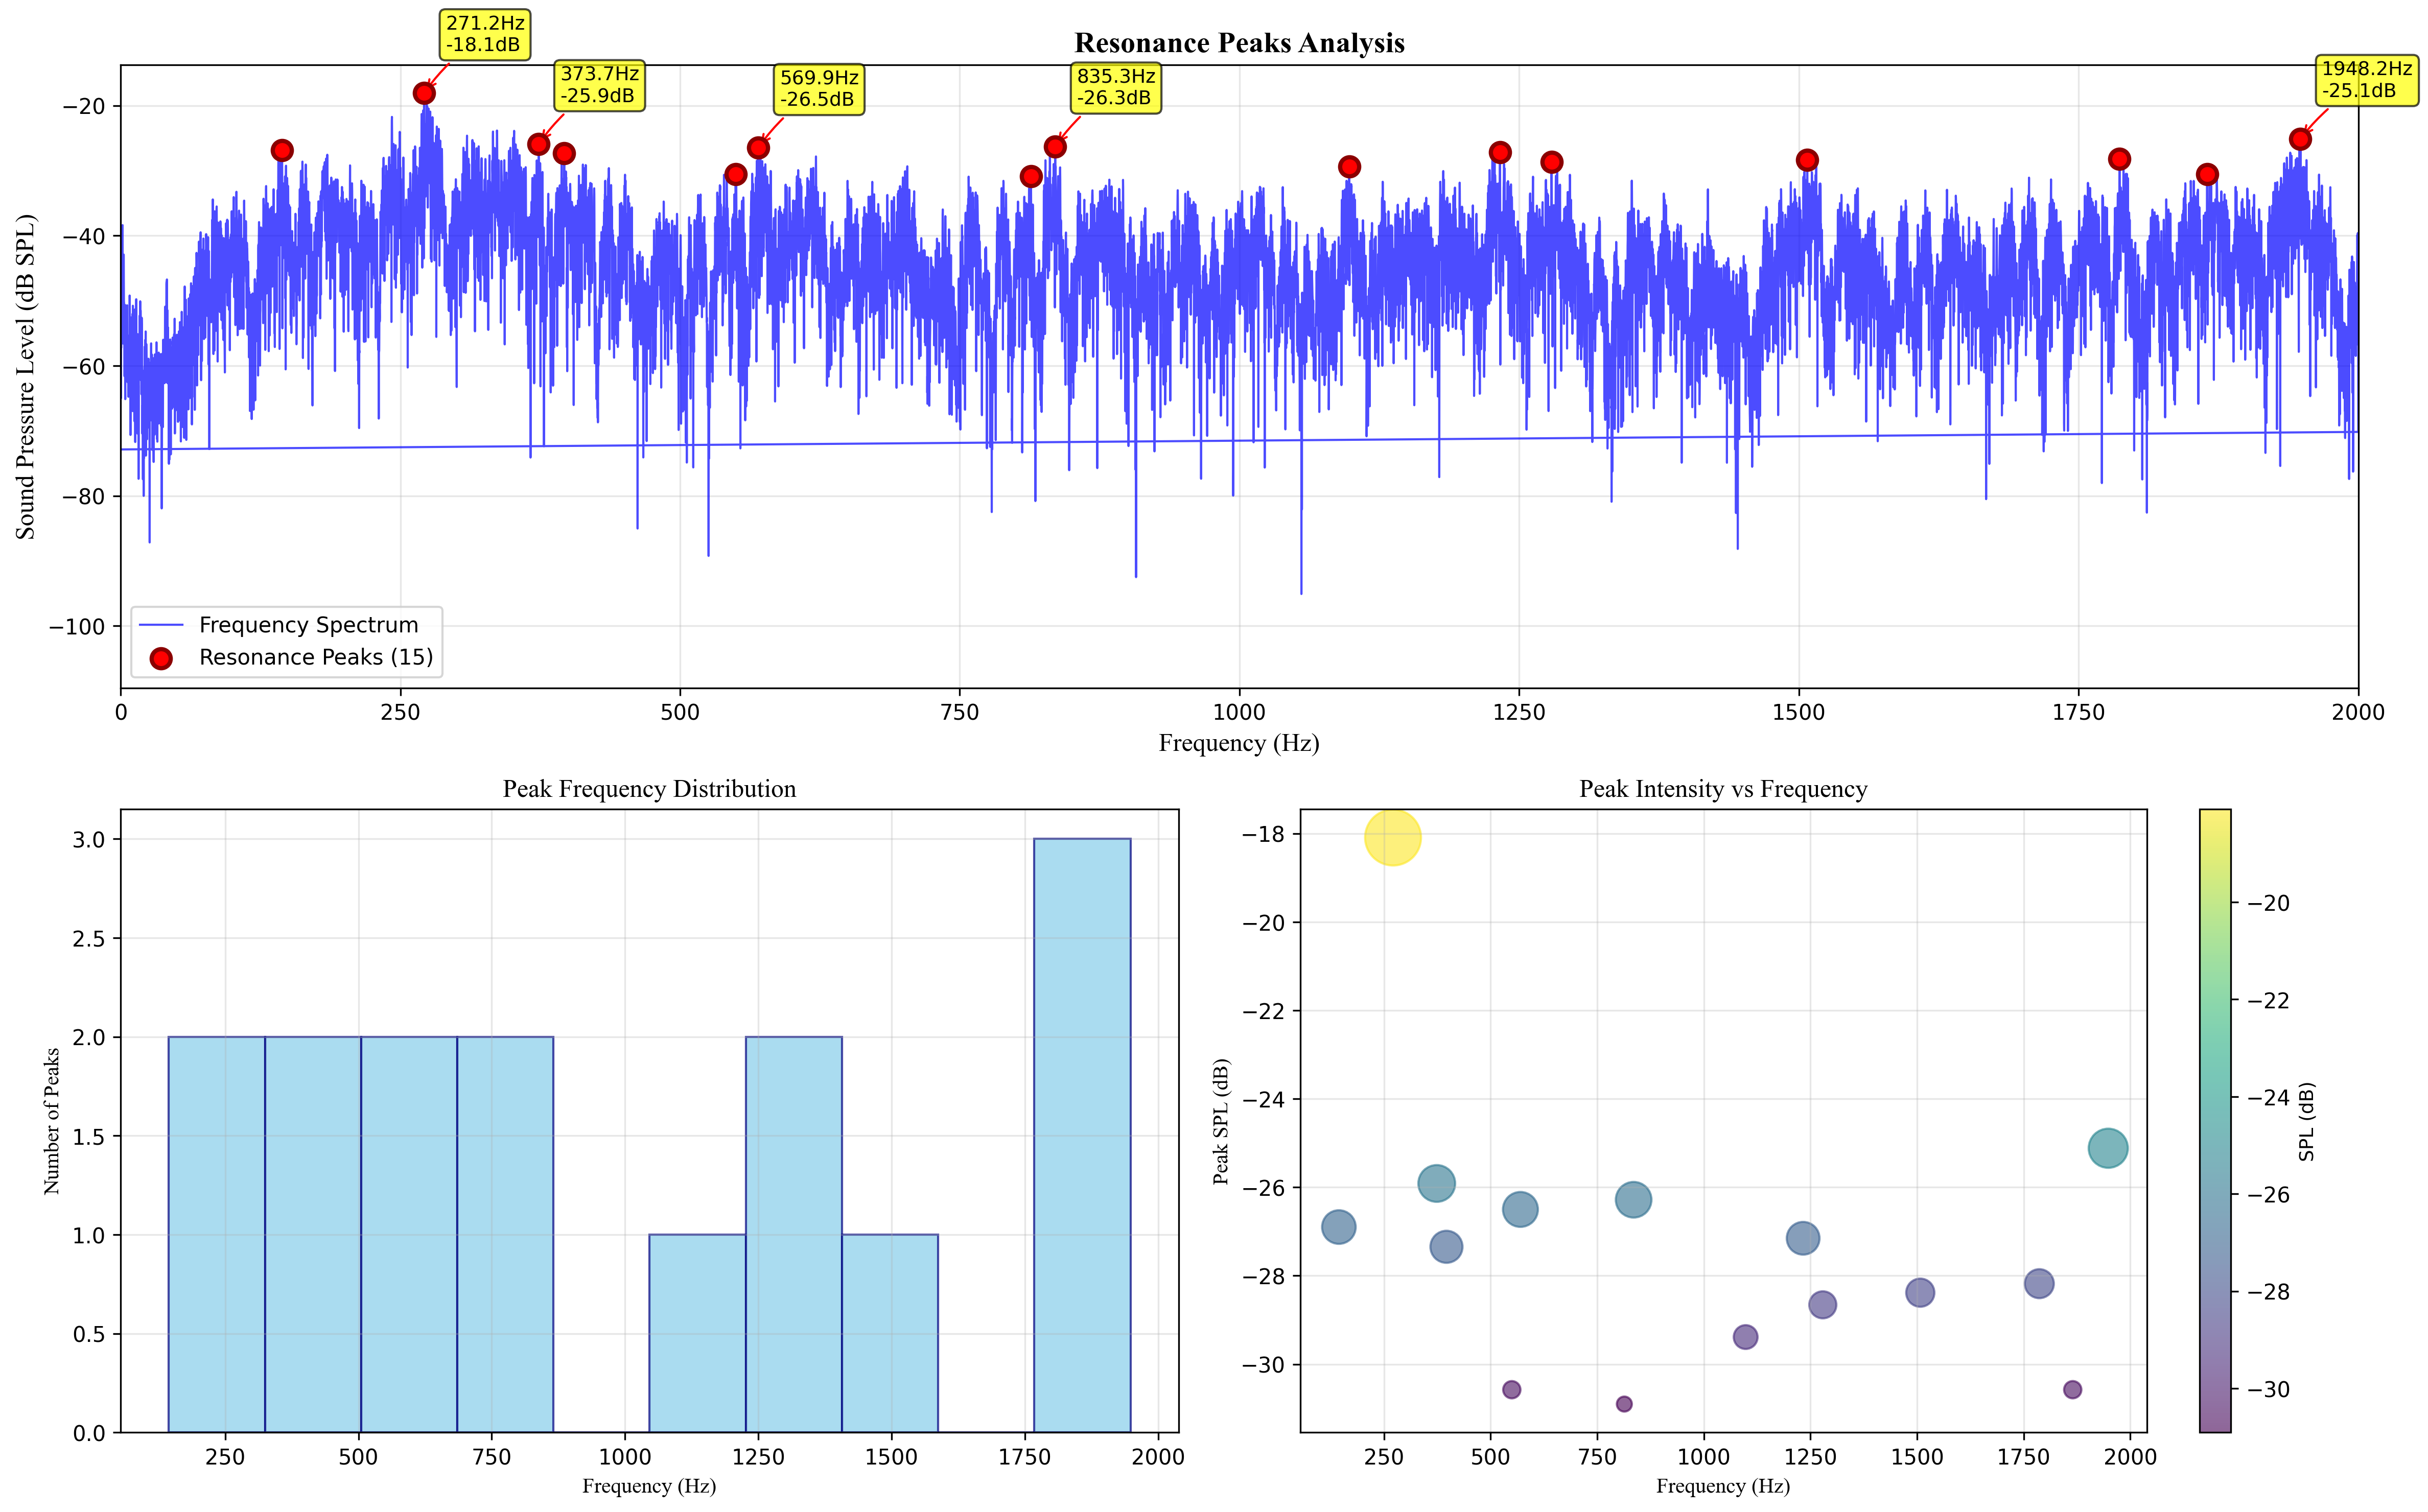 271.2Hz
-18.1dB
Resonance Peaks Analysis
373.7Hz
-25.9dB
569.9Hz
-26.5dB
835.3Hz
-26.3dB
1948.2Hz
-25.1dB
−20
−40
−60
−80
−100
Sound Pressure Level (dB SPL)
Frequency Spectrum
Resonance Peaks (15)
0
250
500
750
1000
1250
1500
1750
2000
Frequency (Hz)
Peak Frequency Distribution
3.0
2.5
2.0
1.5
1.0
0.5
0.0
Number of Peaks
250
500
750
1000
1250
1500
1750
2000
Frequency (Hz)
Peak Intensity vs Frequency
−18
−20
−22
−24
−26
−28
−30
Peak SPL (dB)
250
500
750
1000
1250
1500
1750
2000
Frequency (Hz)
−20
−22
−24
−26
−28
−30
SPL (dB)